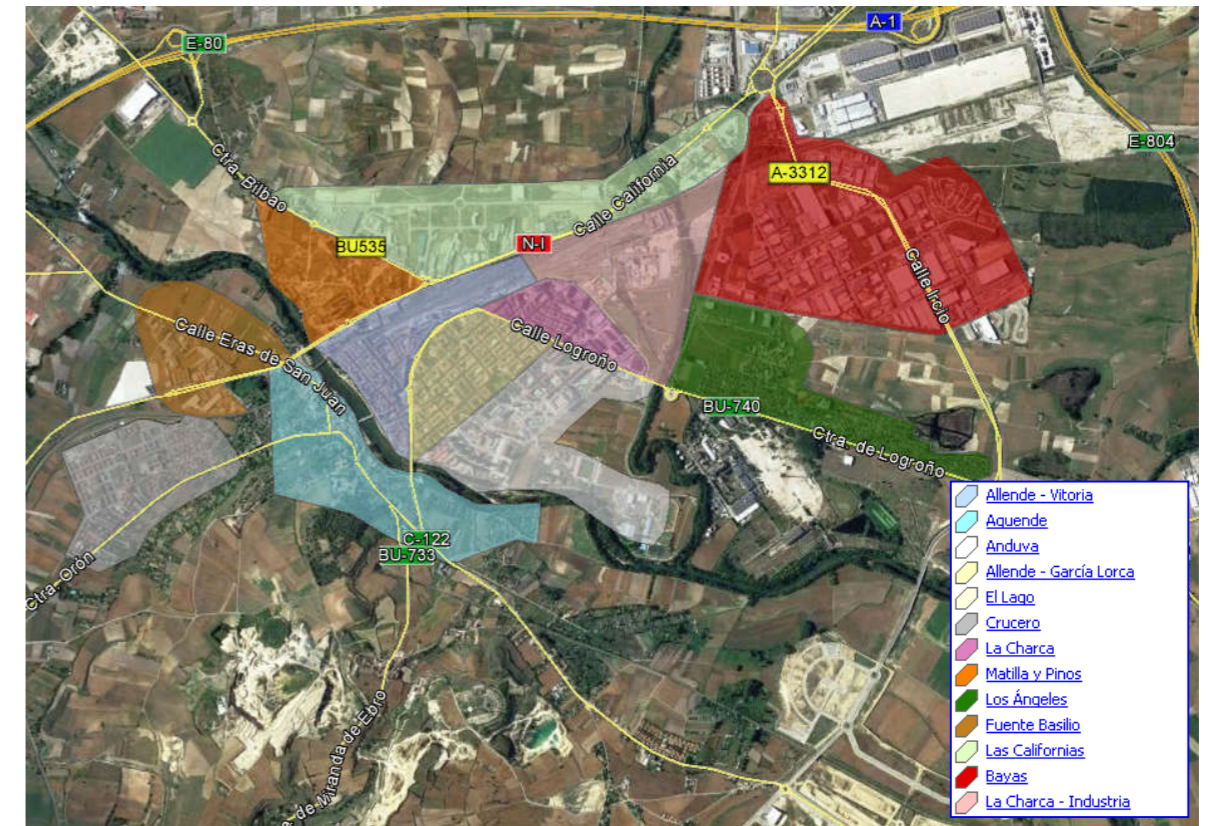 A-1
E-80
E-804
Ctra. Bilbao
A-3312
Calle California
BU535
N-I
Calle Ircio
Calle Eras de San Juan
Calle Logroño
BU-740
Ctra. de Logroño
C-122
BU-733
Ctra. Orón
a. de Miranda de Ebro
Allende - Vitoria
Aquende
Anduva
Allende - García Lorca
El Lago
Crucero
La Charca
Matilla y Pinos
Los Ángeles
Fuente Basilio
Las Californias
Bayas
La Charca - Industria